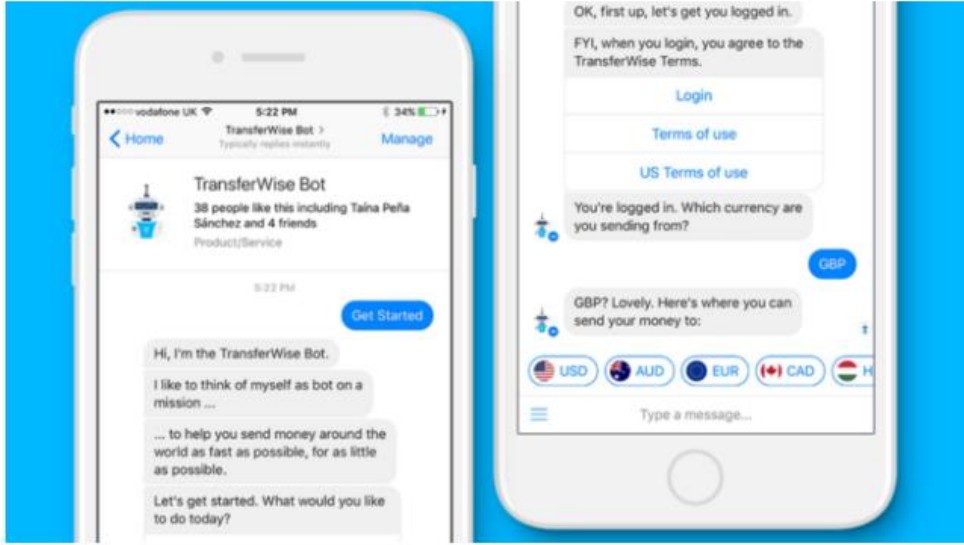 vodafone UK 5:22 PM 34%
Home TransferWise Bot > Manage
Typically replies instantly
TransferWise Bot
38 people like this including Taína Peña
Sánchez and 4 friends
Product/Service
5:22 PM
Get Started
Hi, I'm the TransferWise Bot.
I like to think of myself as bot on a
mission ...
... to help you send money around the
world as fast as possible, for as little
as possible.
Let's get started. What would you like
to do today?
OK, first up, let's get you logged in.
FYI, when you login, you agree to the
TransferWise Terms.
Login
Terms of use
US Terms of use
You're logged in. Which currency are
you sending from?
GBP
GBP? Lovely. Here's where you can
send your money to:
USD AUD EUR CAD H
Type a message...